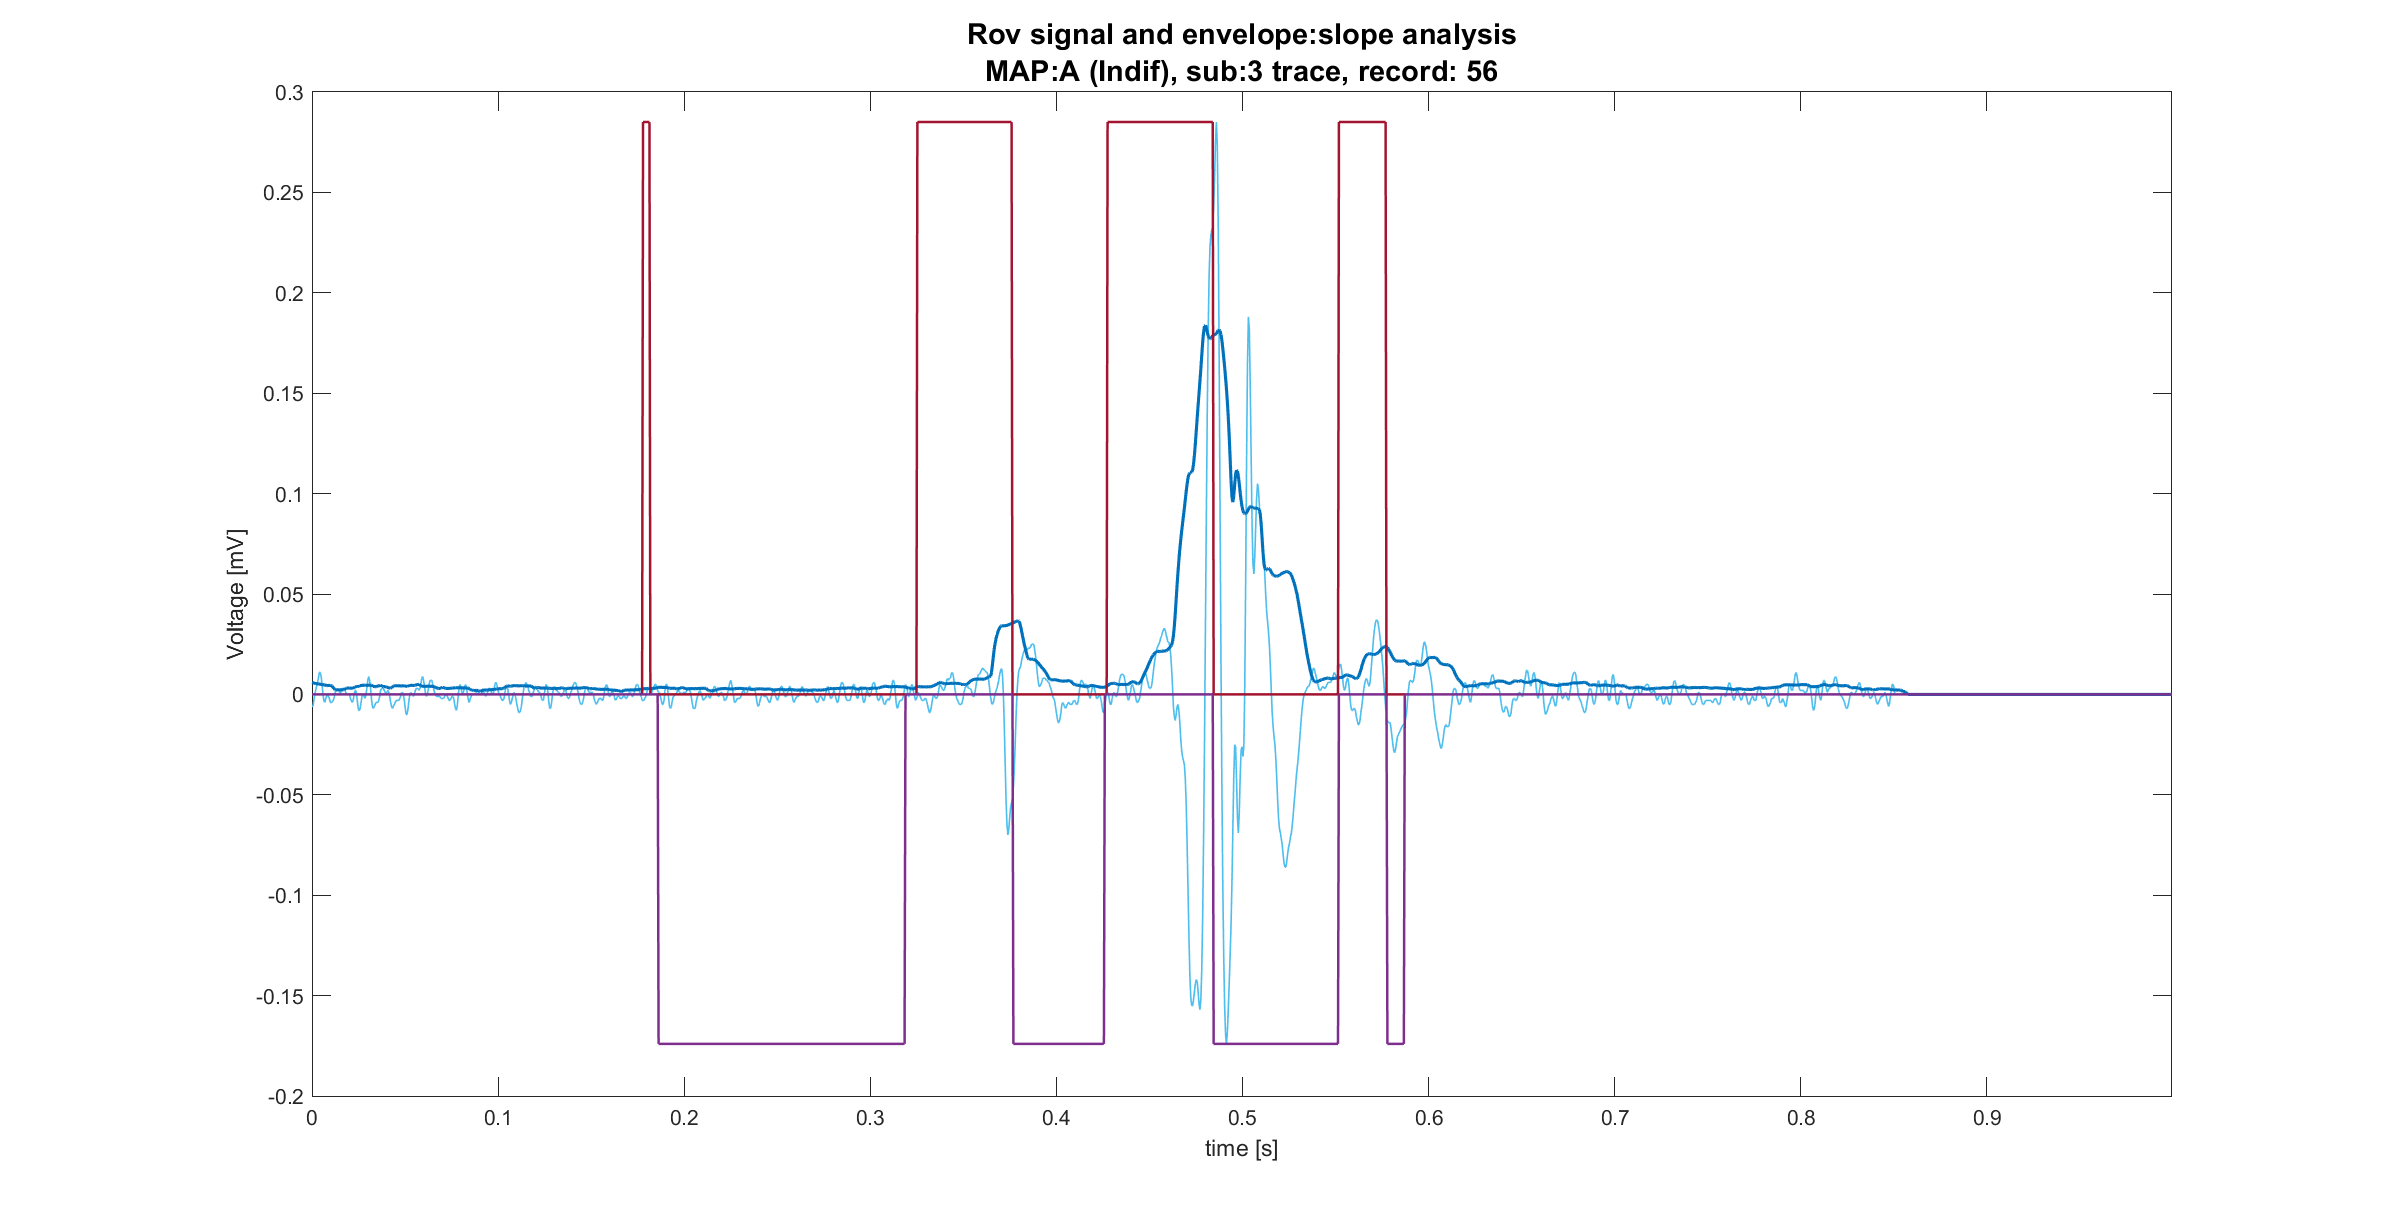 Rov signal and envelope:slope analysis
MAP:A (Indif), sub:3 trace, record: 56
0.3
0.25
0.2
0.15
0.1
0.05
0
-0.05
-0.1
-0.15
-0.2
Voltage [mV]
0 0.1 0.2 0.3 0.4 0.5 0.6 0.7 0.8 0.9
time [s]